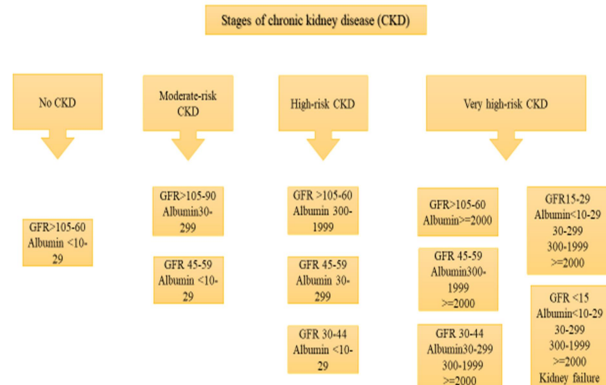 Stages of chronic kidney disease (CKD)
No CKD
Moderate-risk
CKD
High-risk CKD
Very high-risk CKD
GFR>105-60
Albumin <10-
29
GFR>105-90
Albumin30-
299
GFR 45-59
Albumin <10-
29
GFR >105-60
Albumin 300-
1999
GFR 45-59
Albumin 30-
299
GFR 30-44
Albumin <10-
29
GFR>105-60
Albumin>=2000
GFR 45-59
Albumin300-
1999
>=2000
GFR 30-44
Albumin30-299
300-1999
>=2000
GFR15-29
Albumin<10-29
30-299
300-1999
>=2000
GFR <15
Albumin<10-29
30-299
300-1999
>=2000
Kidney failure